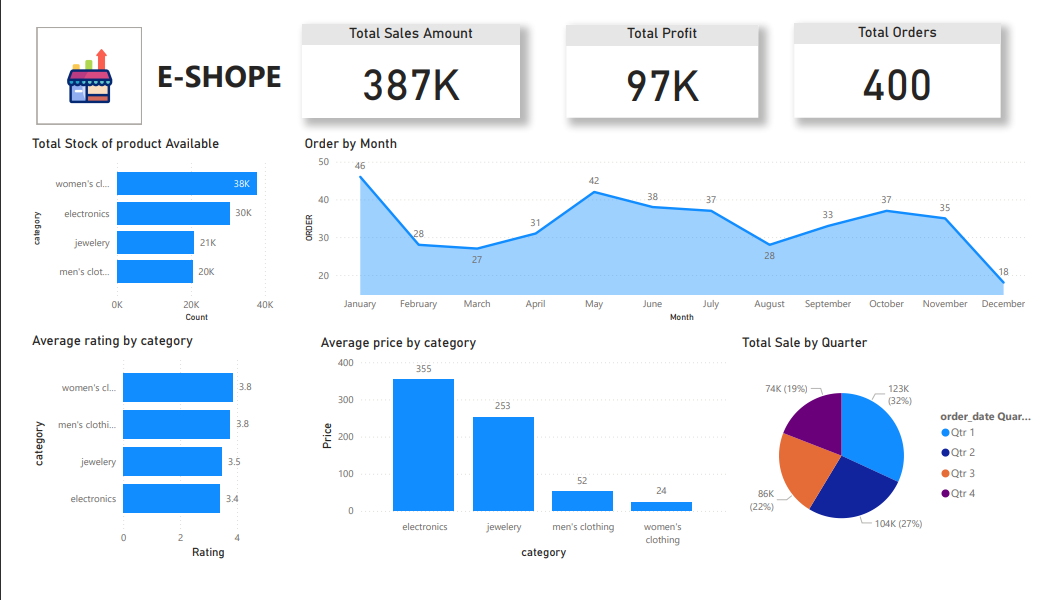 E-SHOPE
Total Sales Amount
387K
Total Profit
97K
Total Orders
400
Total Stock of product Available
category
women's cl...
38K
electronics
30K
jewelery
21K
men's clot...
20K
0K 20K 40K
Count
Order by Month
ORDER
50
40
30
20
46
28
27
31
42
38
37
28
33
37
35
18
January February March April May June July August September October November December
Month
Average rating by category
category
women's cl...
3.8
men's clothi...
3.8
jewelery
3.5
electronics
3.4
0 2 4
Rating
Average price by category
Price
400
300
200
100
0
355
253
52
24
electronics jewelery men's clothing women's
clothing
category
Total Sale by Quarter
74K (19%)
123K
(32%)
86K
(22%)
104K (27%)
order_date Quar...
Qtr 1
Qtr 2
Qtr 3
Qtr 4